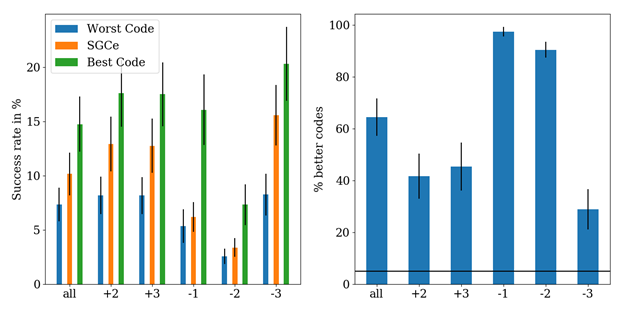 Worst Code
SGCe
Best Code
Success rate in %
20
15
10
5
0
all +2 +3 -1 -2 -3
% better codes
100
80
60
40
20
0
all +2 +3 -1 -2 -3